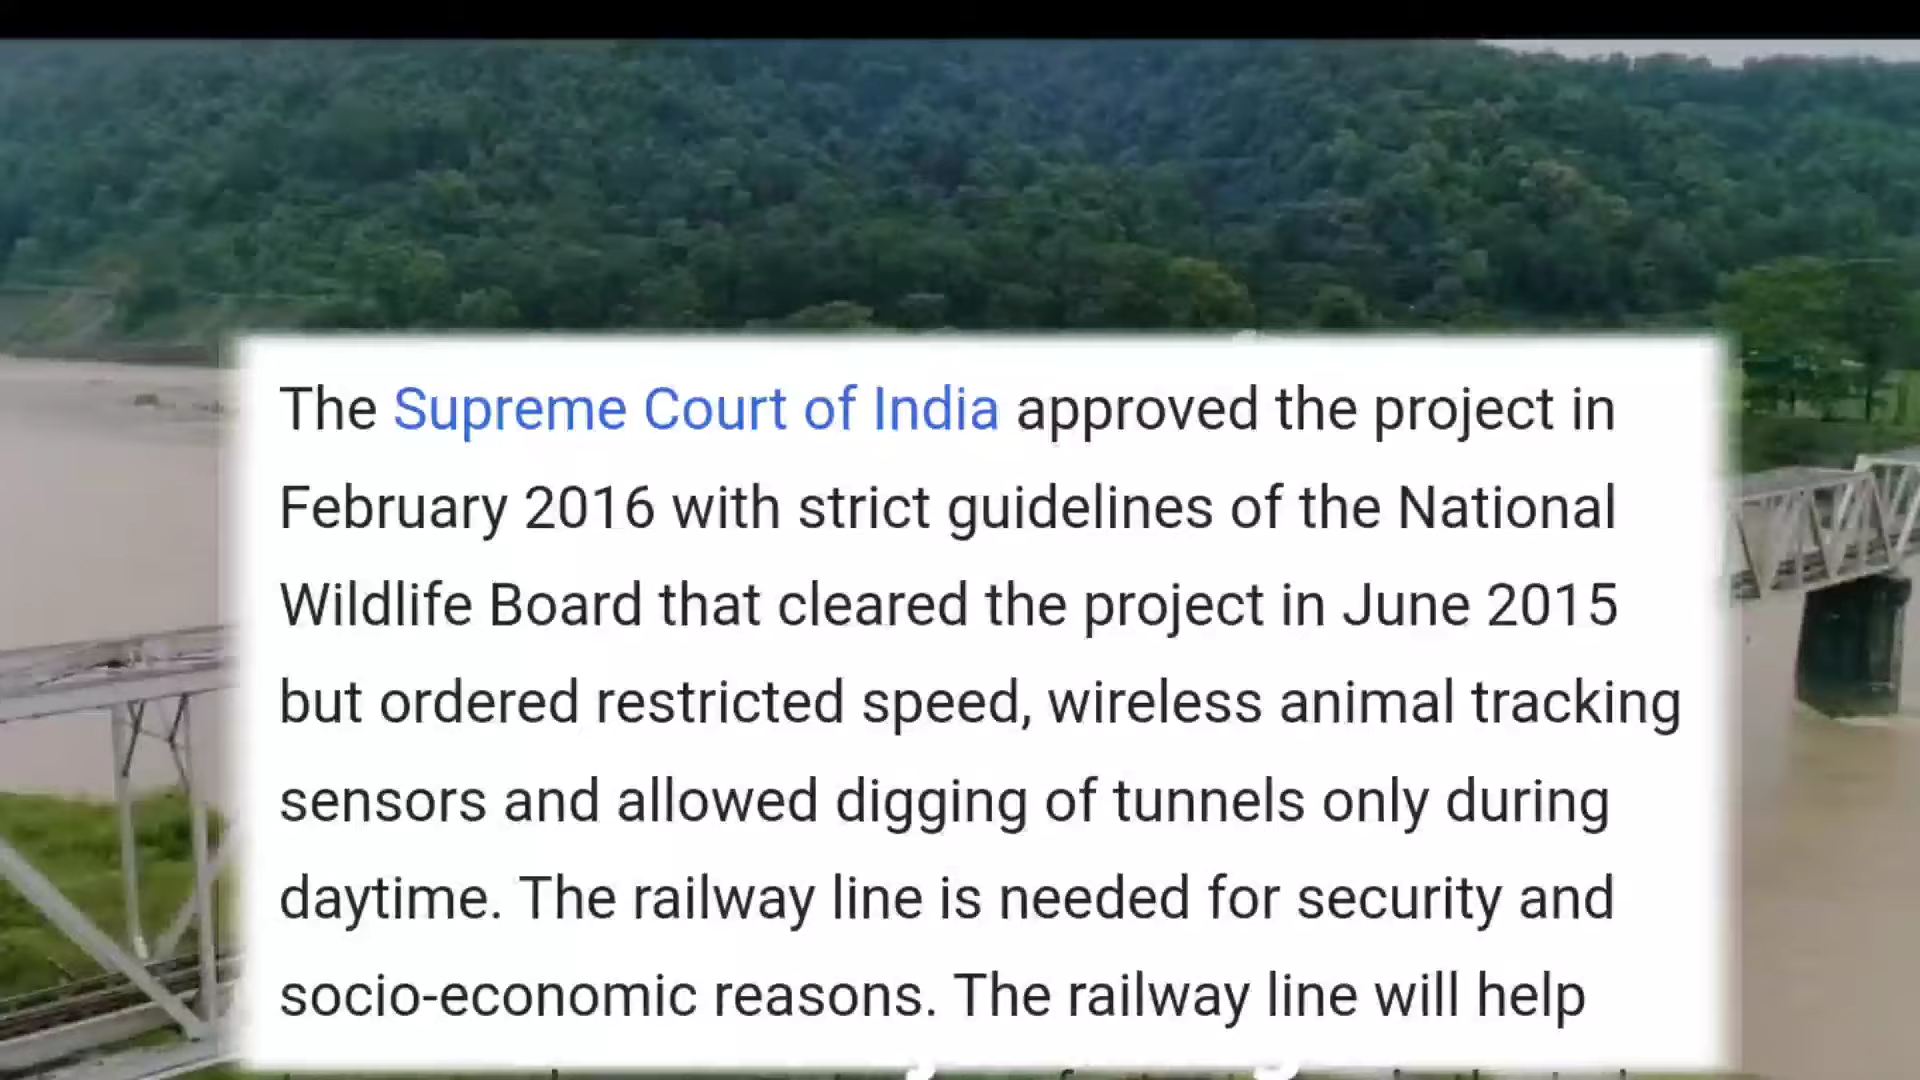 The Supreme Court of India approved the project in
February 2016 with strict guidelines of the National
Wildlife Board that cleared the project in June 2015
but ordered restricted speed, wireless animal tracking
sensors and allowed digging of tunnels only during
daytime. The railway line is needed for security and
socio-economic reasons. The railway line will help